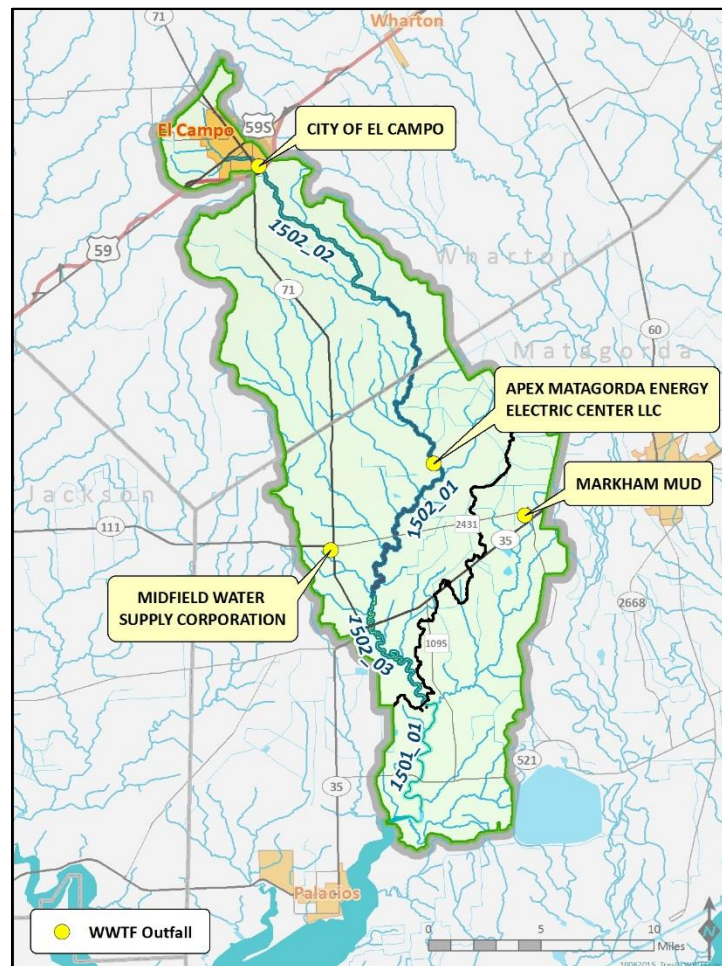 71
Wharton
59S
El Campo
CITY OF EL CAMPO
59
1502_02
71
Wharton
60
Matagorda
APEX MATAGORDA ENERGY
ELECTRIC CENTER LLC
MARKHAM MUD
Jackson
111
1502_01
2431
35
MIDFIELD WATER
SUPPLY CORPORATION
2668
1502_03
1095
1501_01
521
35
Palacios
WWTF Outfall
0
5
10
Miles
N